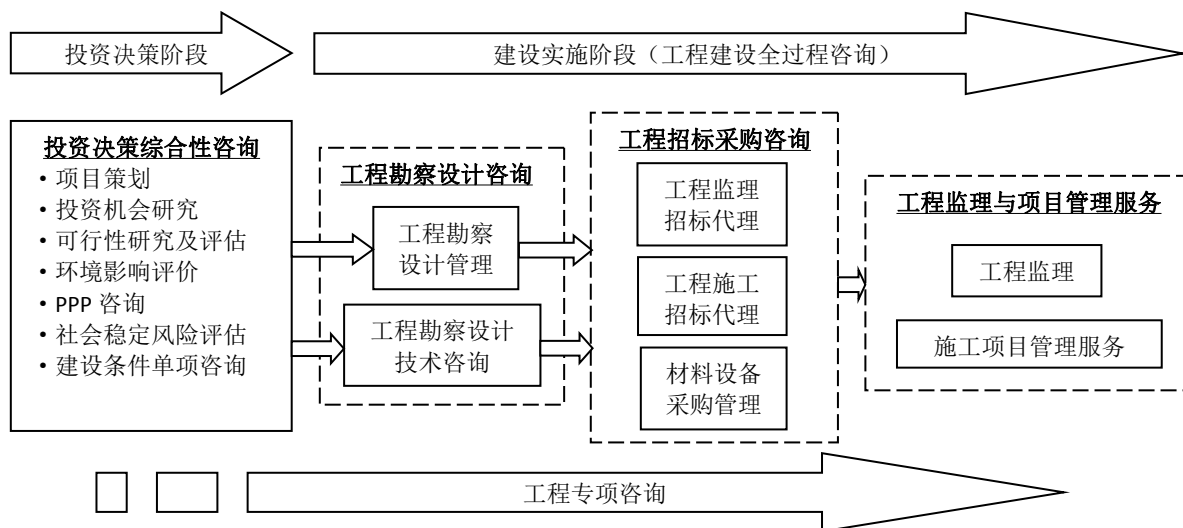 投资决策阶段
建设实施阶段（工程建设全过程咨询）
投资决策综合性咨询
• 项目策划
• 投资机会研究
• 可行性研究及评估
• 环境影响评价
• PPP 咨询
• 社会稳定风险评估
• 建设条件单项咨询
工程勘察设计咨询
工程勘察
设计管理
工程勘察设计
技术咨询
工程招标采购咨询
工程监理
招标代理
工程施工
招标代理
材料设备
采购管理
工程监理与项目管理服务
工程监理
施工项目管理服务
工程专项咨询